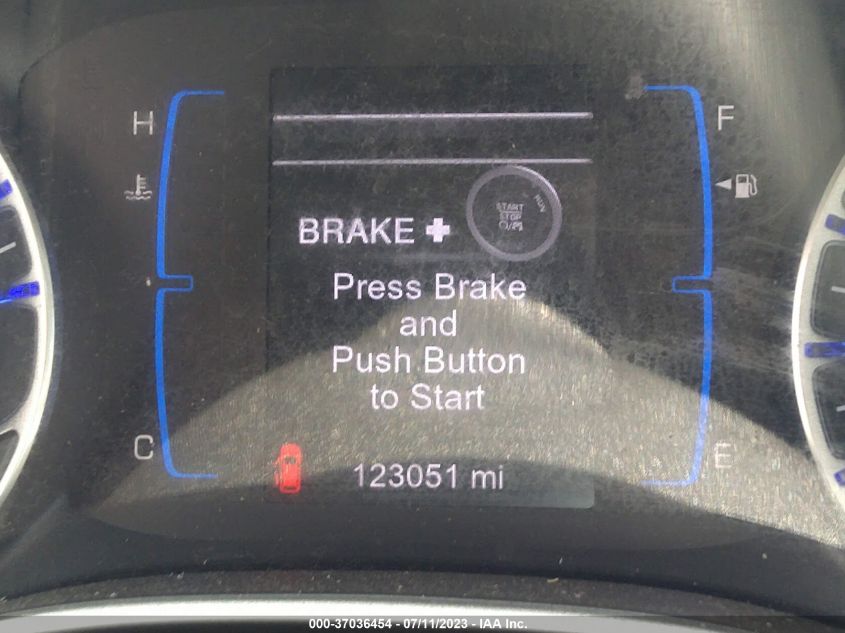 H
F
START
STOP
RUN
BRAKE +
Press Brake
and
Push Button
to Start
C
E
123051 mi
000-37036454 - 07/11/2023 - IAA Inc.